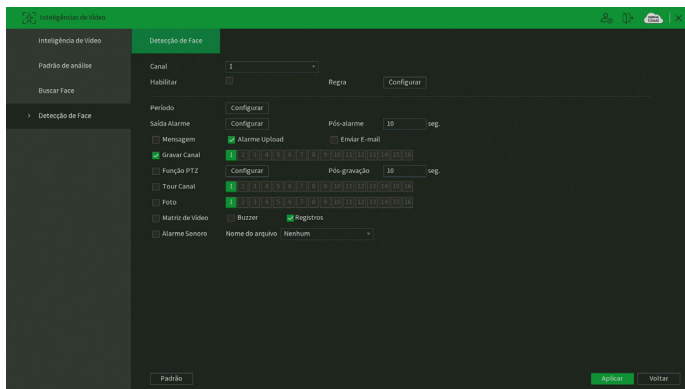 Inteligências de Vídeo
Inteligência de Vídeo
Padrão de análise
Buscar Face
> Detecção de Face
Detecção de Face
Canal 1
Habilitar Regra Configurar
Período Configurar
Saída Alarme Configurar Pós-alarme 10 seg.
Mensagem Alarme Upload Enviar E-mail
Gravar Canal 1 2 3 4 5 6 7 8 9 10 11 12 13 14 15 16
Função PTZ Configurar Pós-gravação 10 seg.
Tour Canal 1 2 3 4 5 6 7 8 9 10 11 12 13 14 15 16
Foto 1 2 3 4 5 6 7 8 9 10 11 12 13 14 15 16
Matriz de Vídeo Buzzer Registros
Alarme Sonoro Nome do arquivo Nenhum
Padrão Aplicar Voltar